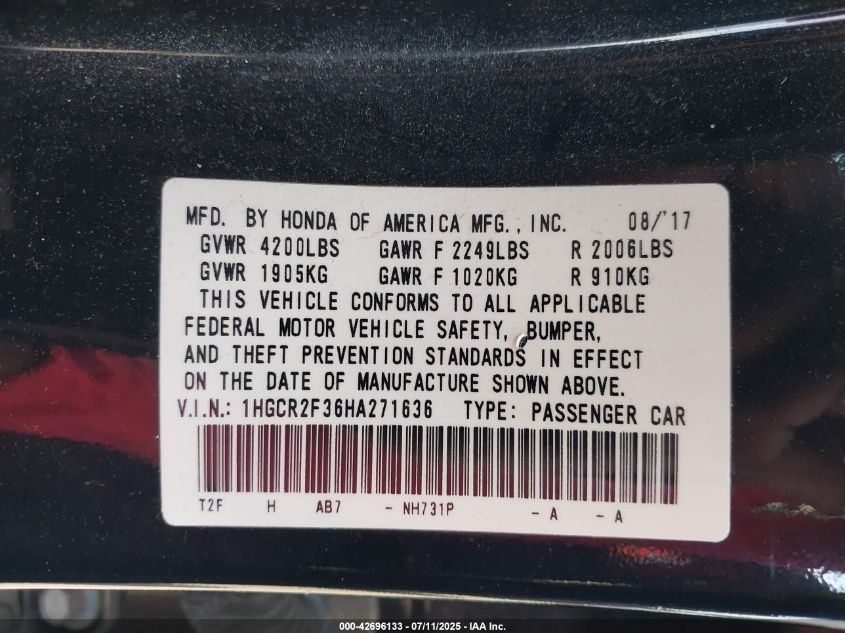 MFD. BY HONDA OF AMERICA MFG., INC. 08/'17
GVWR 4200LBS GAWR F 2249LBS R 2006LBS
GVWR 1905KG GAWR F 1020KG R 910KG
THIS VEHICLE CONFORMS TO ALL APPLICABLE
FEDERAL MOTOR VEHICLE SAFETY, BUMPER,
AND THEFT PREVENTION STANDARDS IN EFFECT
ON THE DATE OF MANUFACTURE SHOWN ABOVE.
V.I.N.: 1HGCR2F36HA271636 TYPE: PASSENGER CAR
T2F H AB7 - NH731P - A - A
000-42696133 - 07/11/2025 - IAA Inc.